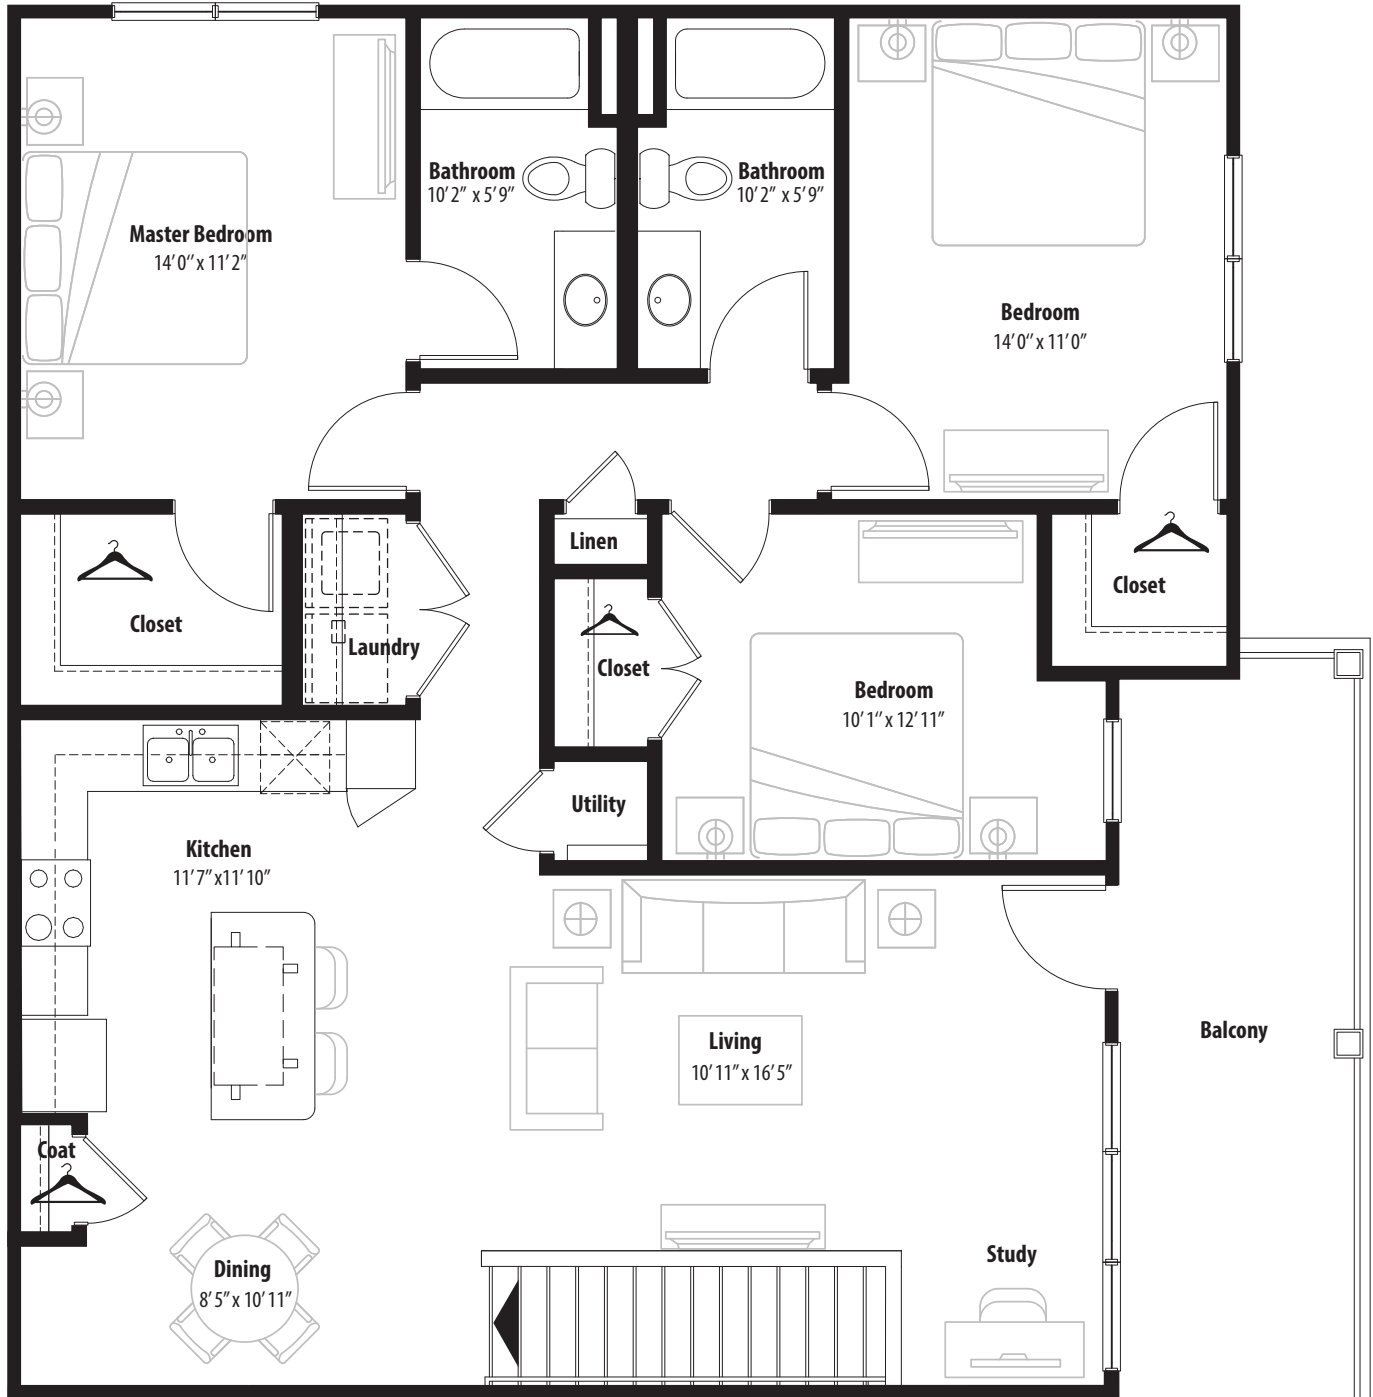 Bathroom
10'2" x 5'9"
Bathroom
10'2" x 5'9"
Master Bedroom
14'0" x 11'2"
Bedroom
14'0" x 11'0"
Linen
Closet
Closet
Laundry
Closet
Bedroom
10'1" x 12'11"
Utility
Kitchen
11'7"x11'10"
Living
10'11" x 16'5"
Balcony
Coat
Study
Dining
8'5" x 10'11"